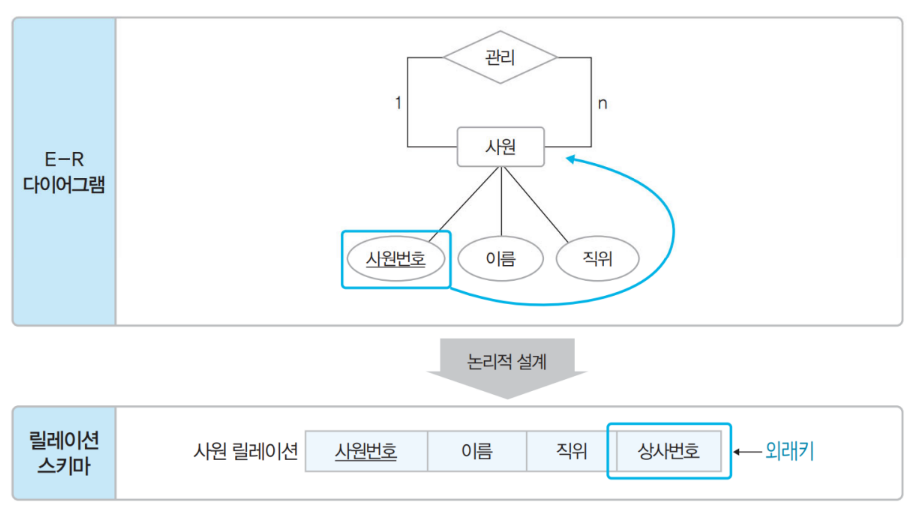 E-R
다이어그램
관리
1
n
사원
사원번호
이름
직위
논리적 설계
릴레이션
스키마
사원 릴레이션
사원번호
이름
직위
상사번호
외래키